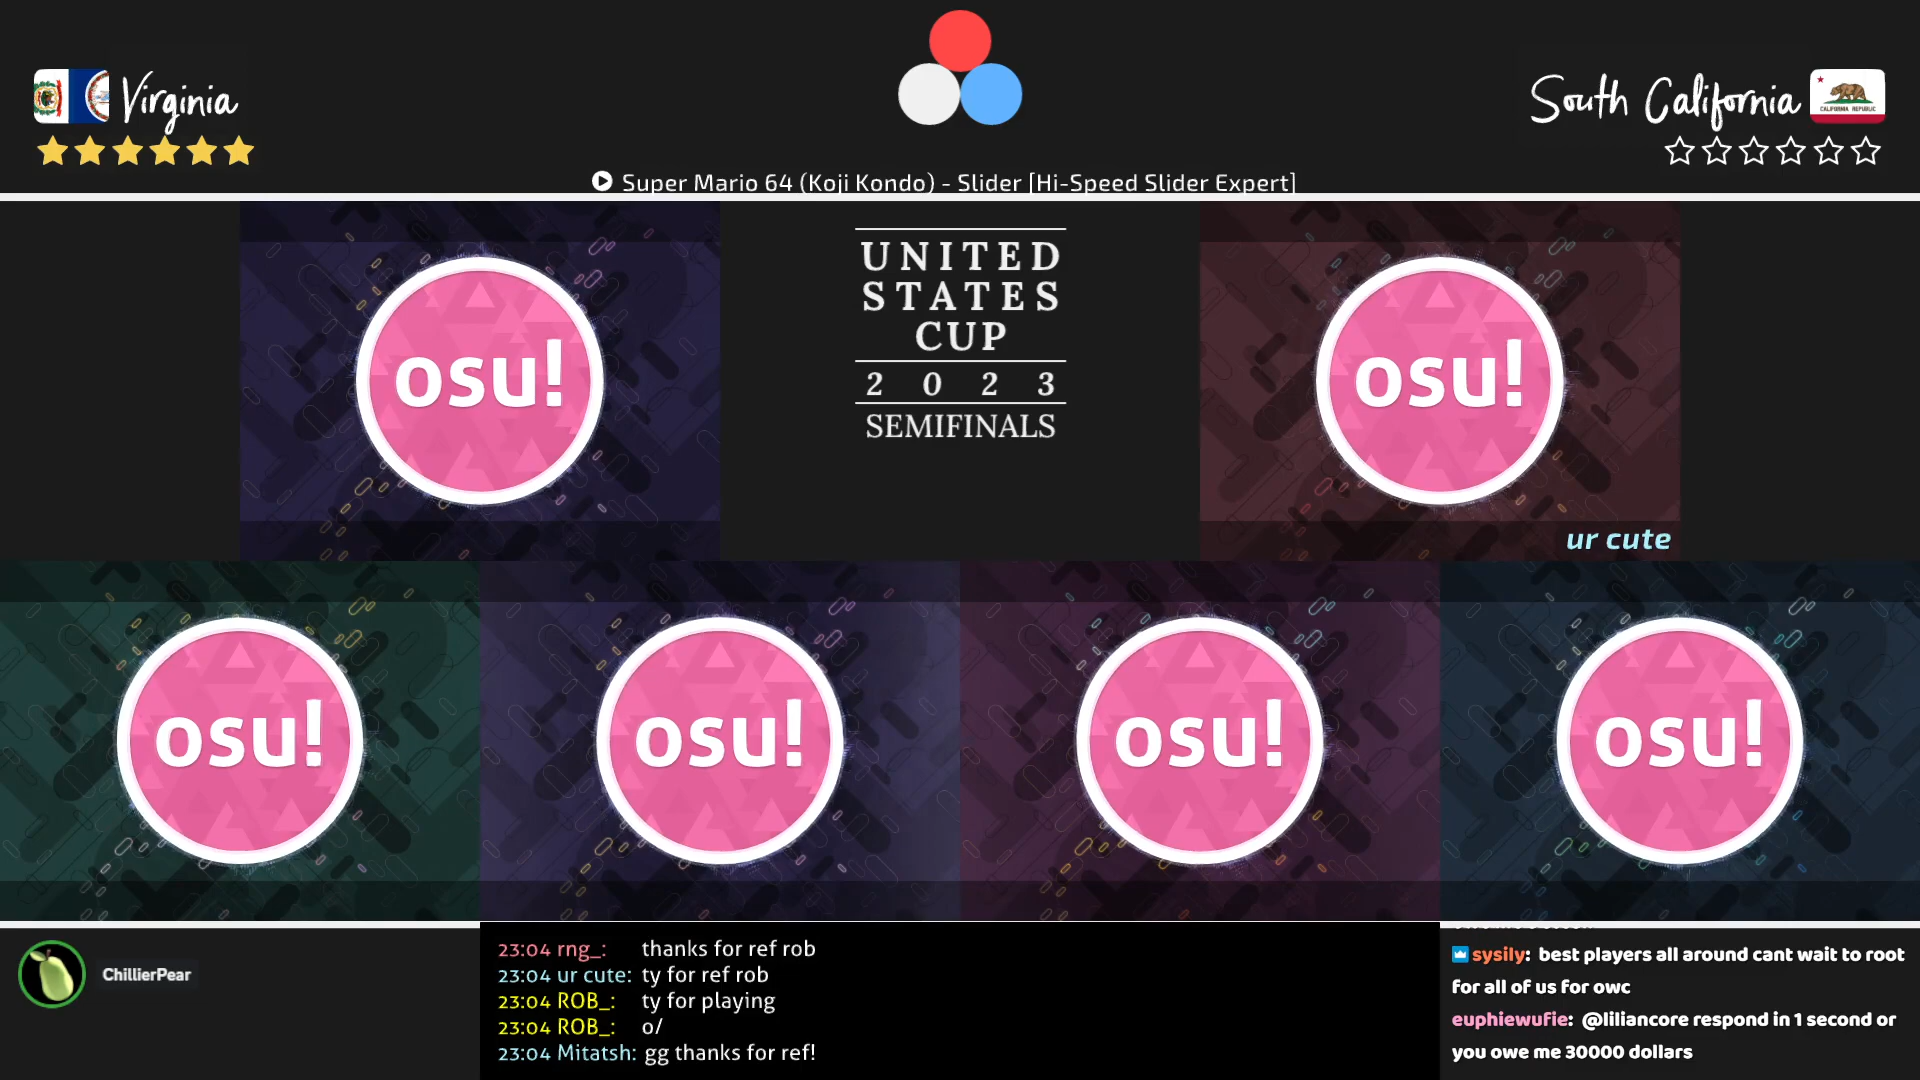 Virginia
South California
CALIFORNIA REPUBLIC
Super Mario 64 (Koji Kondo) - Slider [Hi-Speed Slider Expert]
UNITED
STATES
CUP
2 0 2 3
SEMIFINALS
osu!
osu!
ur cute
osu!
osu!
osu!
osu!
ChillierPear
23:04 rng_: thanks for ref rob
23:04 ur cute: ty for ref rob
23:04 ROB_: ty for playing
23:04 ROB_: o/
23:04 Mitatsh: gg thanks for ref!
sysily: best players all around cant wait to root
for all of us for owc
euphiewufie: @liliancore respond in 1 second or
you owe me 30000 dollars